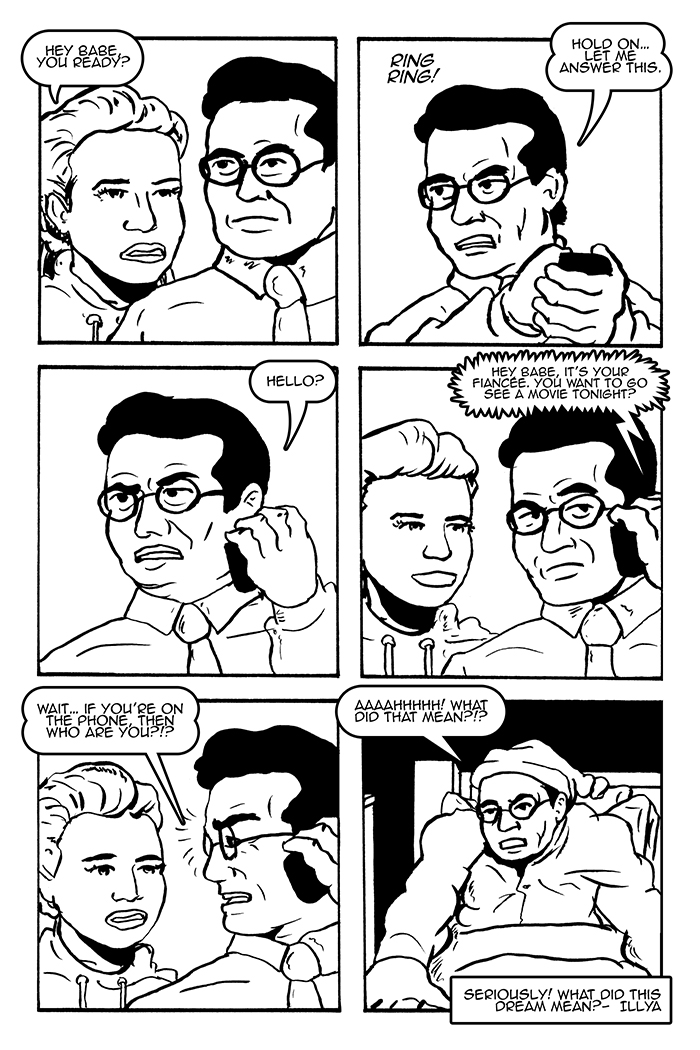 HEY BABE,
YOU READY?
RING
RING!
HOLD ON...
LET ME
ANSWER THIS.
HELLO?
HEY BABE, IT'S YOUR
FIANCÉE. YOU WANT TO GO
SEE A MOVIE TONIGHT?
WAIT... IF YOU'RE ON
THE PHONE, THEN
WHO ARE YOU?!?
AAAAHHHHH! WHAT
DID THAT MEAN?!?
SERIOUSLY! WHAT DID THIS
DREAM MEAN?- ILLYA